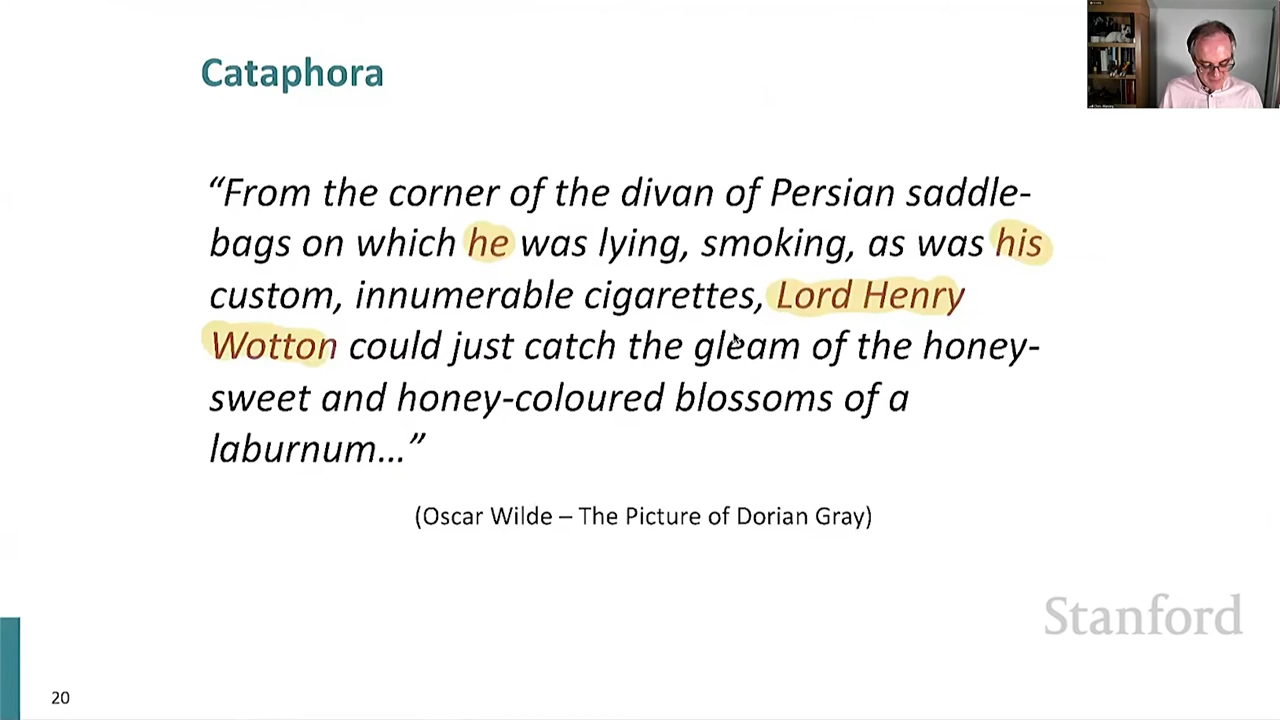 Cataphora
“From the corner of the divan of Persian saddle-
bags on which he was lying, smoking, as was his
custom, innumerable cigarettes, Lord Henry
Wotton could just catch the gleam of the honey-
sweet and honey-coloured blossoms of a
laburnum…”
(Oscar Wilde – The Picture of Dorian Gray)
Stanford
20